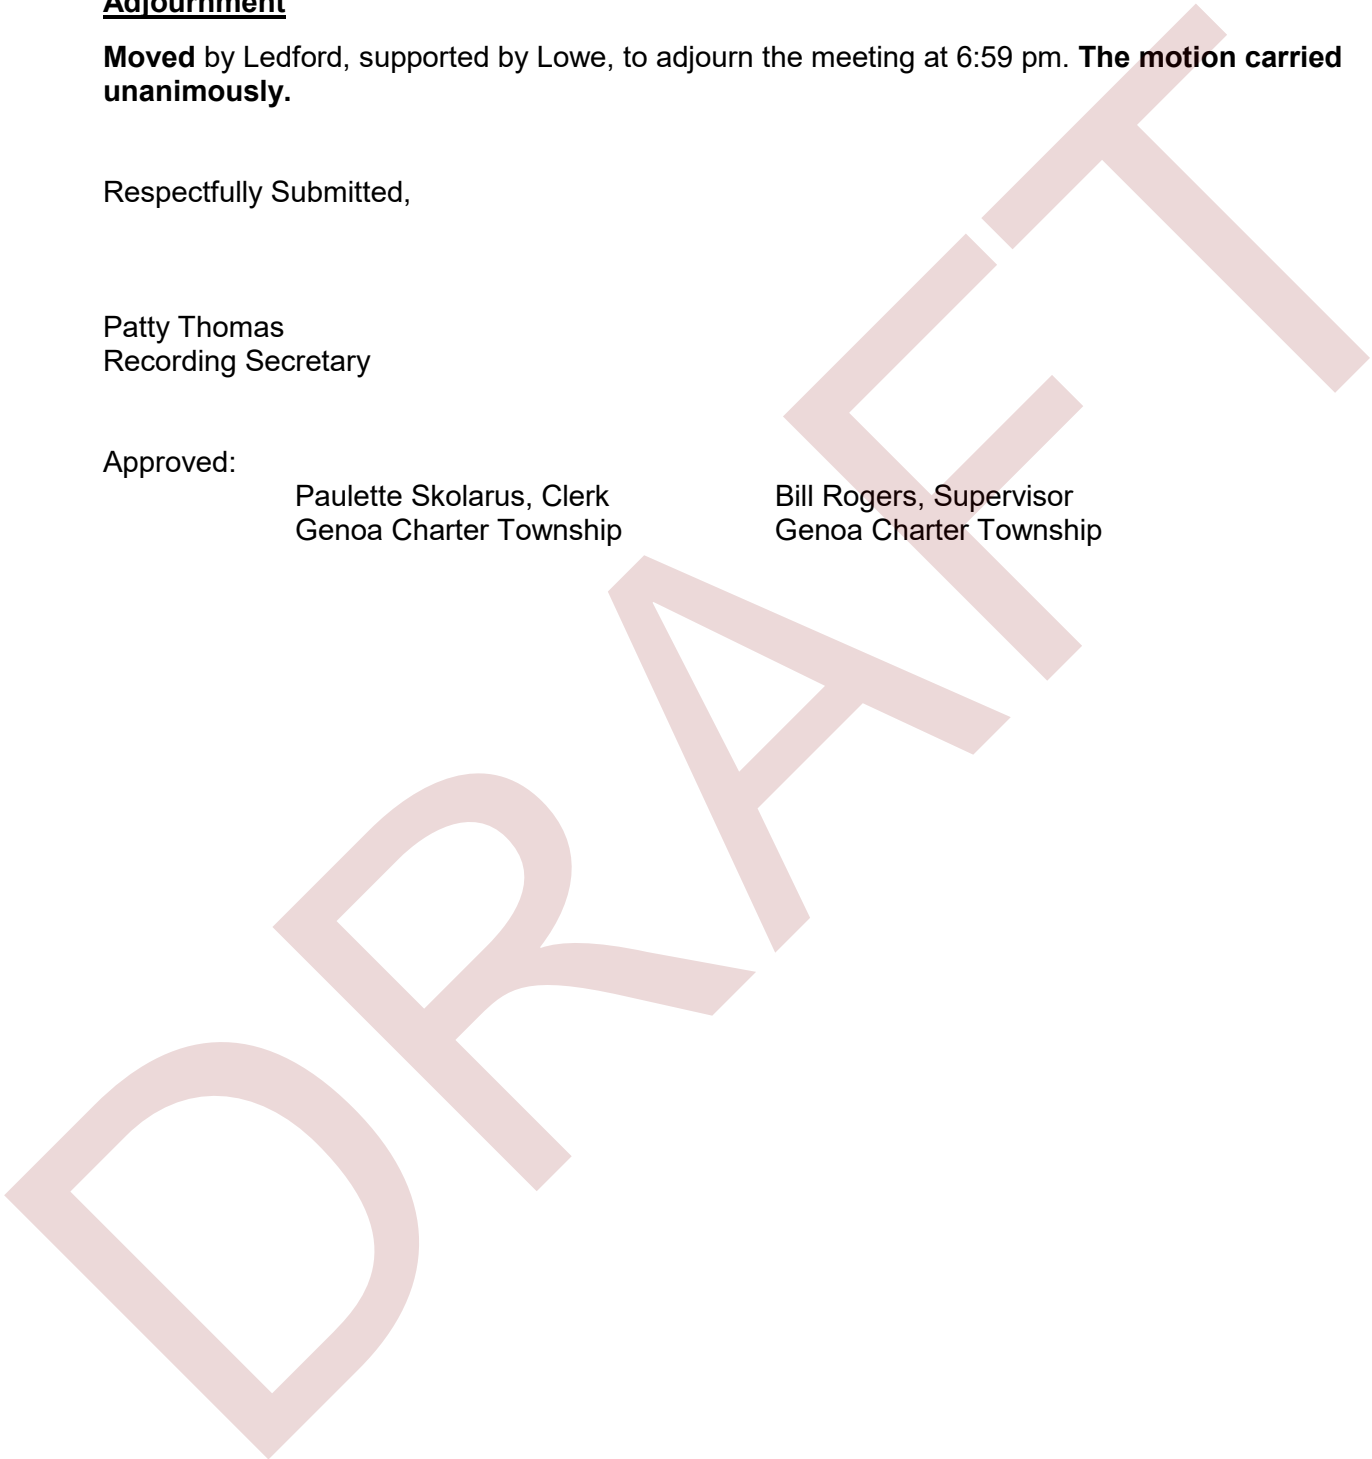 Adjournment
Moved by Ledford, supported by Lowe, to adjourn the meeting at 6:59 pm. The motion carried
unanimously.
Respectfully Submitted,
Patty Thomas
Recording Secretary
Approved:
Paulette Skolarus, Clerk Bill Rogers, Supervisor
Genoa Charter Township Genoa Charter Township
DRAFT